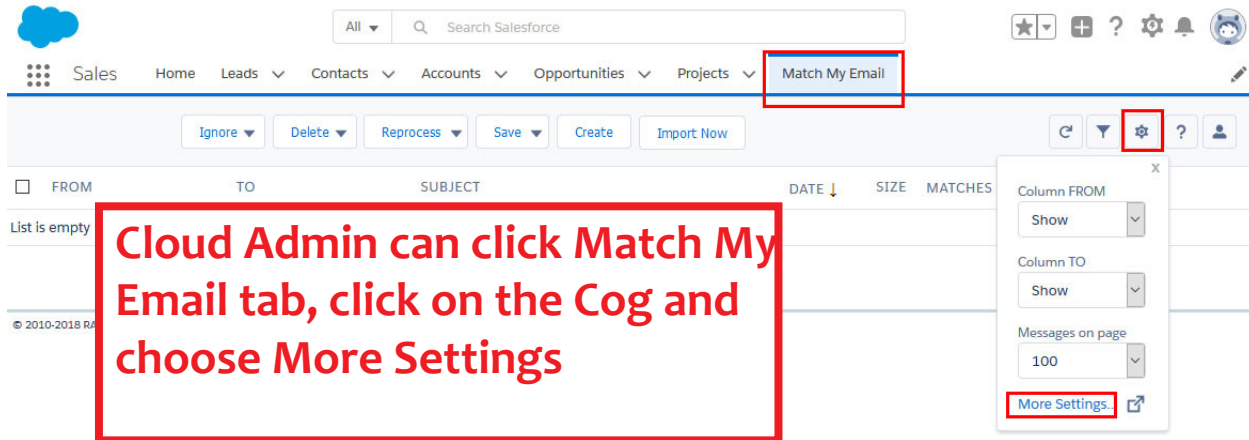 All Search Salesforce
Sales Home Leads Contacts Accounts Opportunities Projects Match My Email
Ignore Delete Reprocess Save Create Import Now ?
FROM TO SUBJECT DATE ↓ SIZE MATCHES
List is empty
x
Column FROM
Show
Column TO
Show
Messages on page
100
More Settings..
Cloud Admin can click Match My
Email tab, click on the Cog and
choose More Settings
© 2010-2018